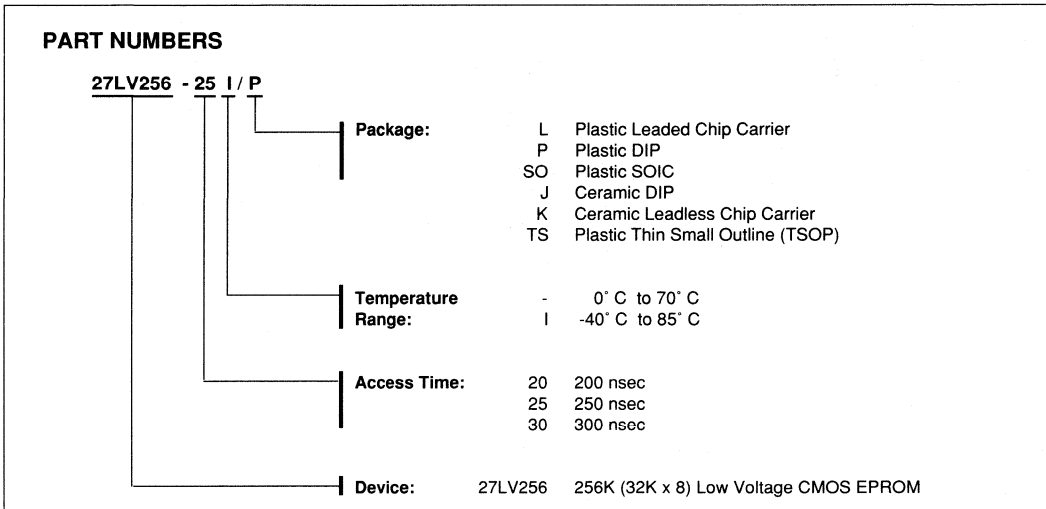 PART NUMBERS
27LV256 - 25 I / P
Package: L Plastic Leaded Chip Carrier
P Plastic DIP
SO Plastic SOIC
J Ceramic DIP
K Ceramic Leadless Chip Carrier
TS Plastic Thin Small Outline (TSOP)
Temperature - 0° C to 70° C
Range: I -40° C to 85° C
Access Time: 20 200 nsec
25 250 nsec
30 300 nsec
Device: 27LV256 256K (32K x 8) Low Voltage CMOS EPROM